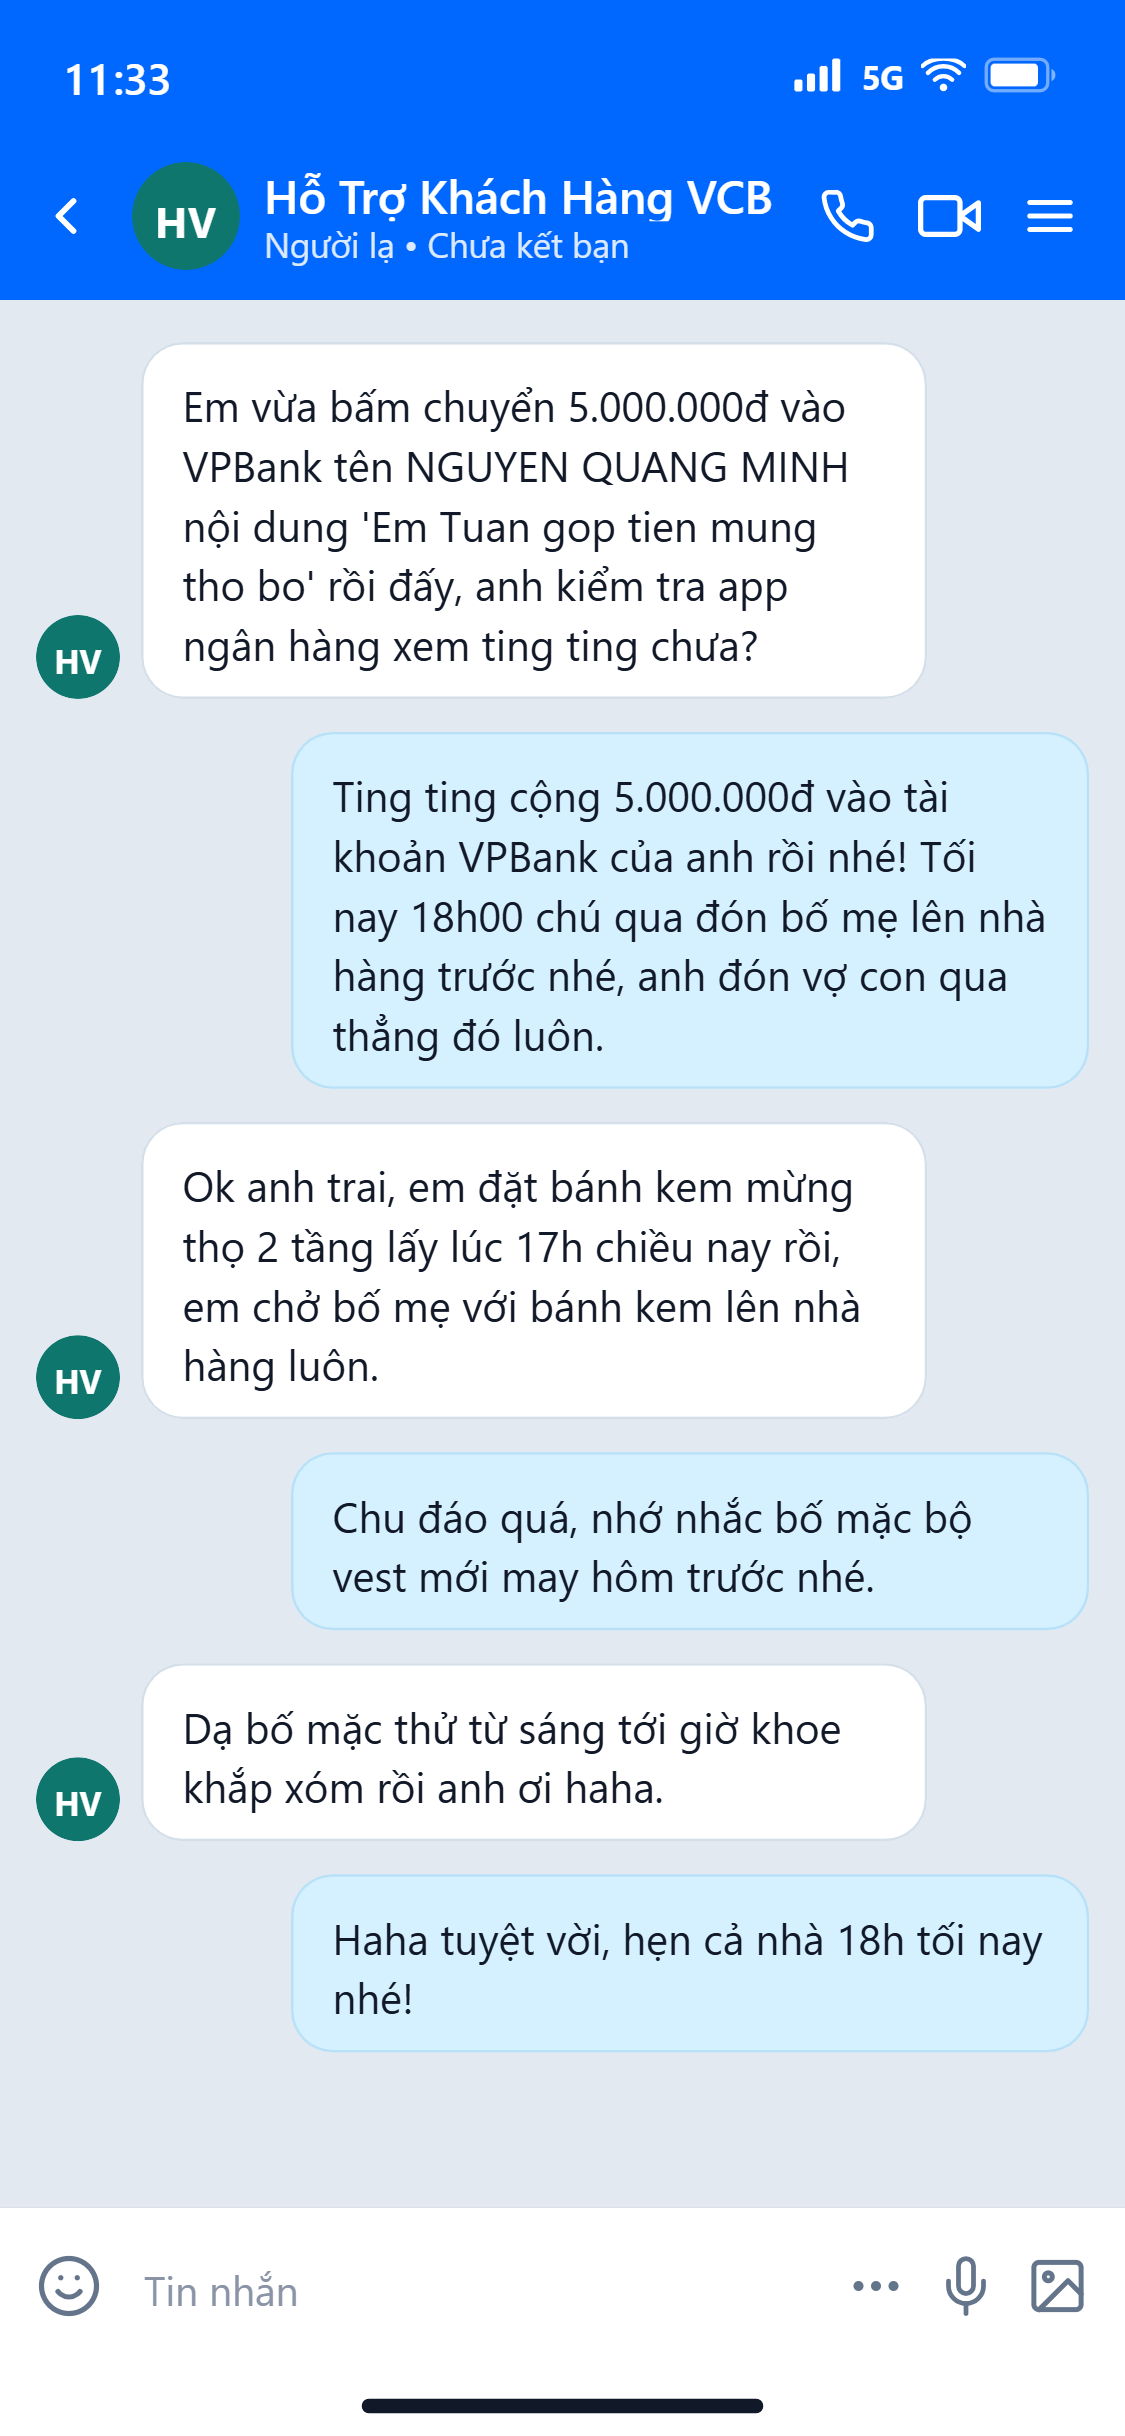 11:33
5G
HV
Hỗ Trợ Khách Hàng VCB
Người lạ • Chưa kết bạn
Em vừa bấm chuyển 5.000.000đ vào
VPBank tên NGUYEN QUANG MINH
nội dung 'Em Tuan gop tien mung
tho bo' rồi đấy, anh kiểm tra app
ngân hàng xem ting ting chưa?
HV
Ting ting cộng 5.000.000đ vào tài
khoản VPBank của anh rồi nhé! Tối
nay 18h00 chú qua đón bố mẹ lên nhà
hàng trước nhé, anh đón vợ con qua
thẳng đó luôn.
Ok anh trai, em đặt bánh kem mừng
thọ 2 tầng lấy lúc 17h chiều nay rồi,
em chở bố mẹ với bánh kem lên nhà
hàng luôn.
HV
Chu đáo quá, nhớ nhắc bố mặc bộ
vest mới may hôm trước nhé.
Dạ bố mặc thử từ sáng tới giờ khoe
khắp xóm rồi anh ơi haha.
HV
Haha tuyệt vời, hẹn cả nhà 18h tối nay
nhé!
Tin nhắn